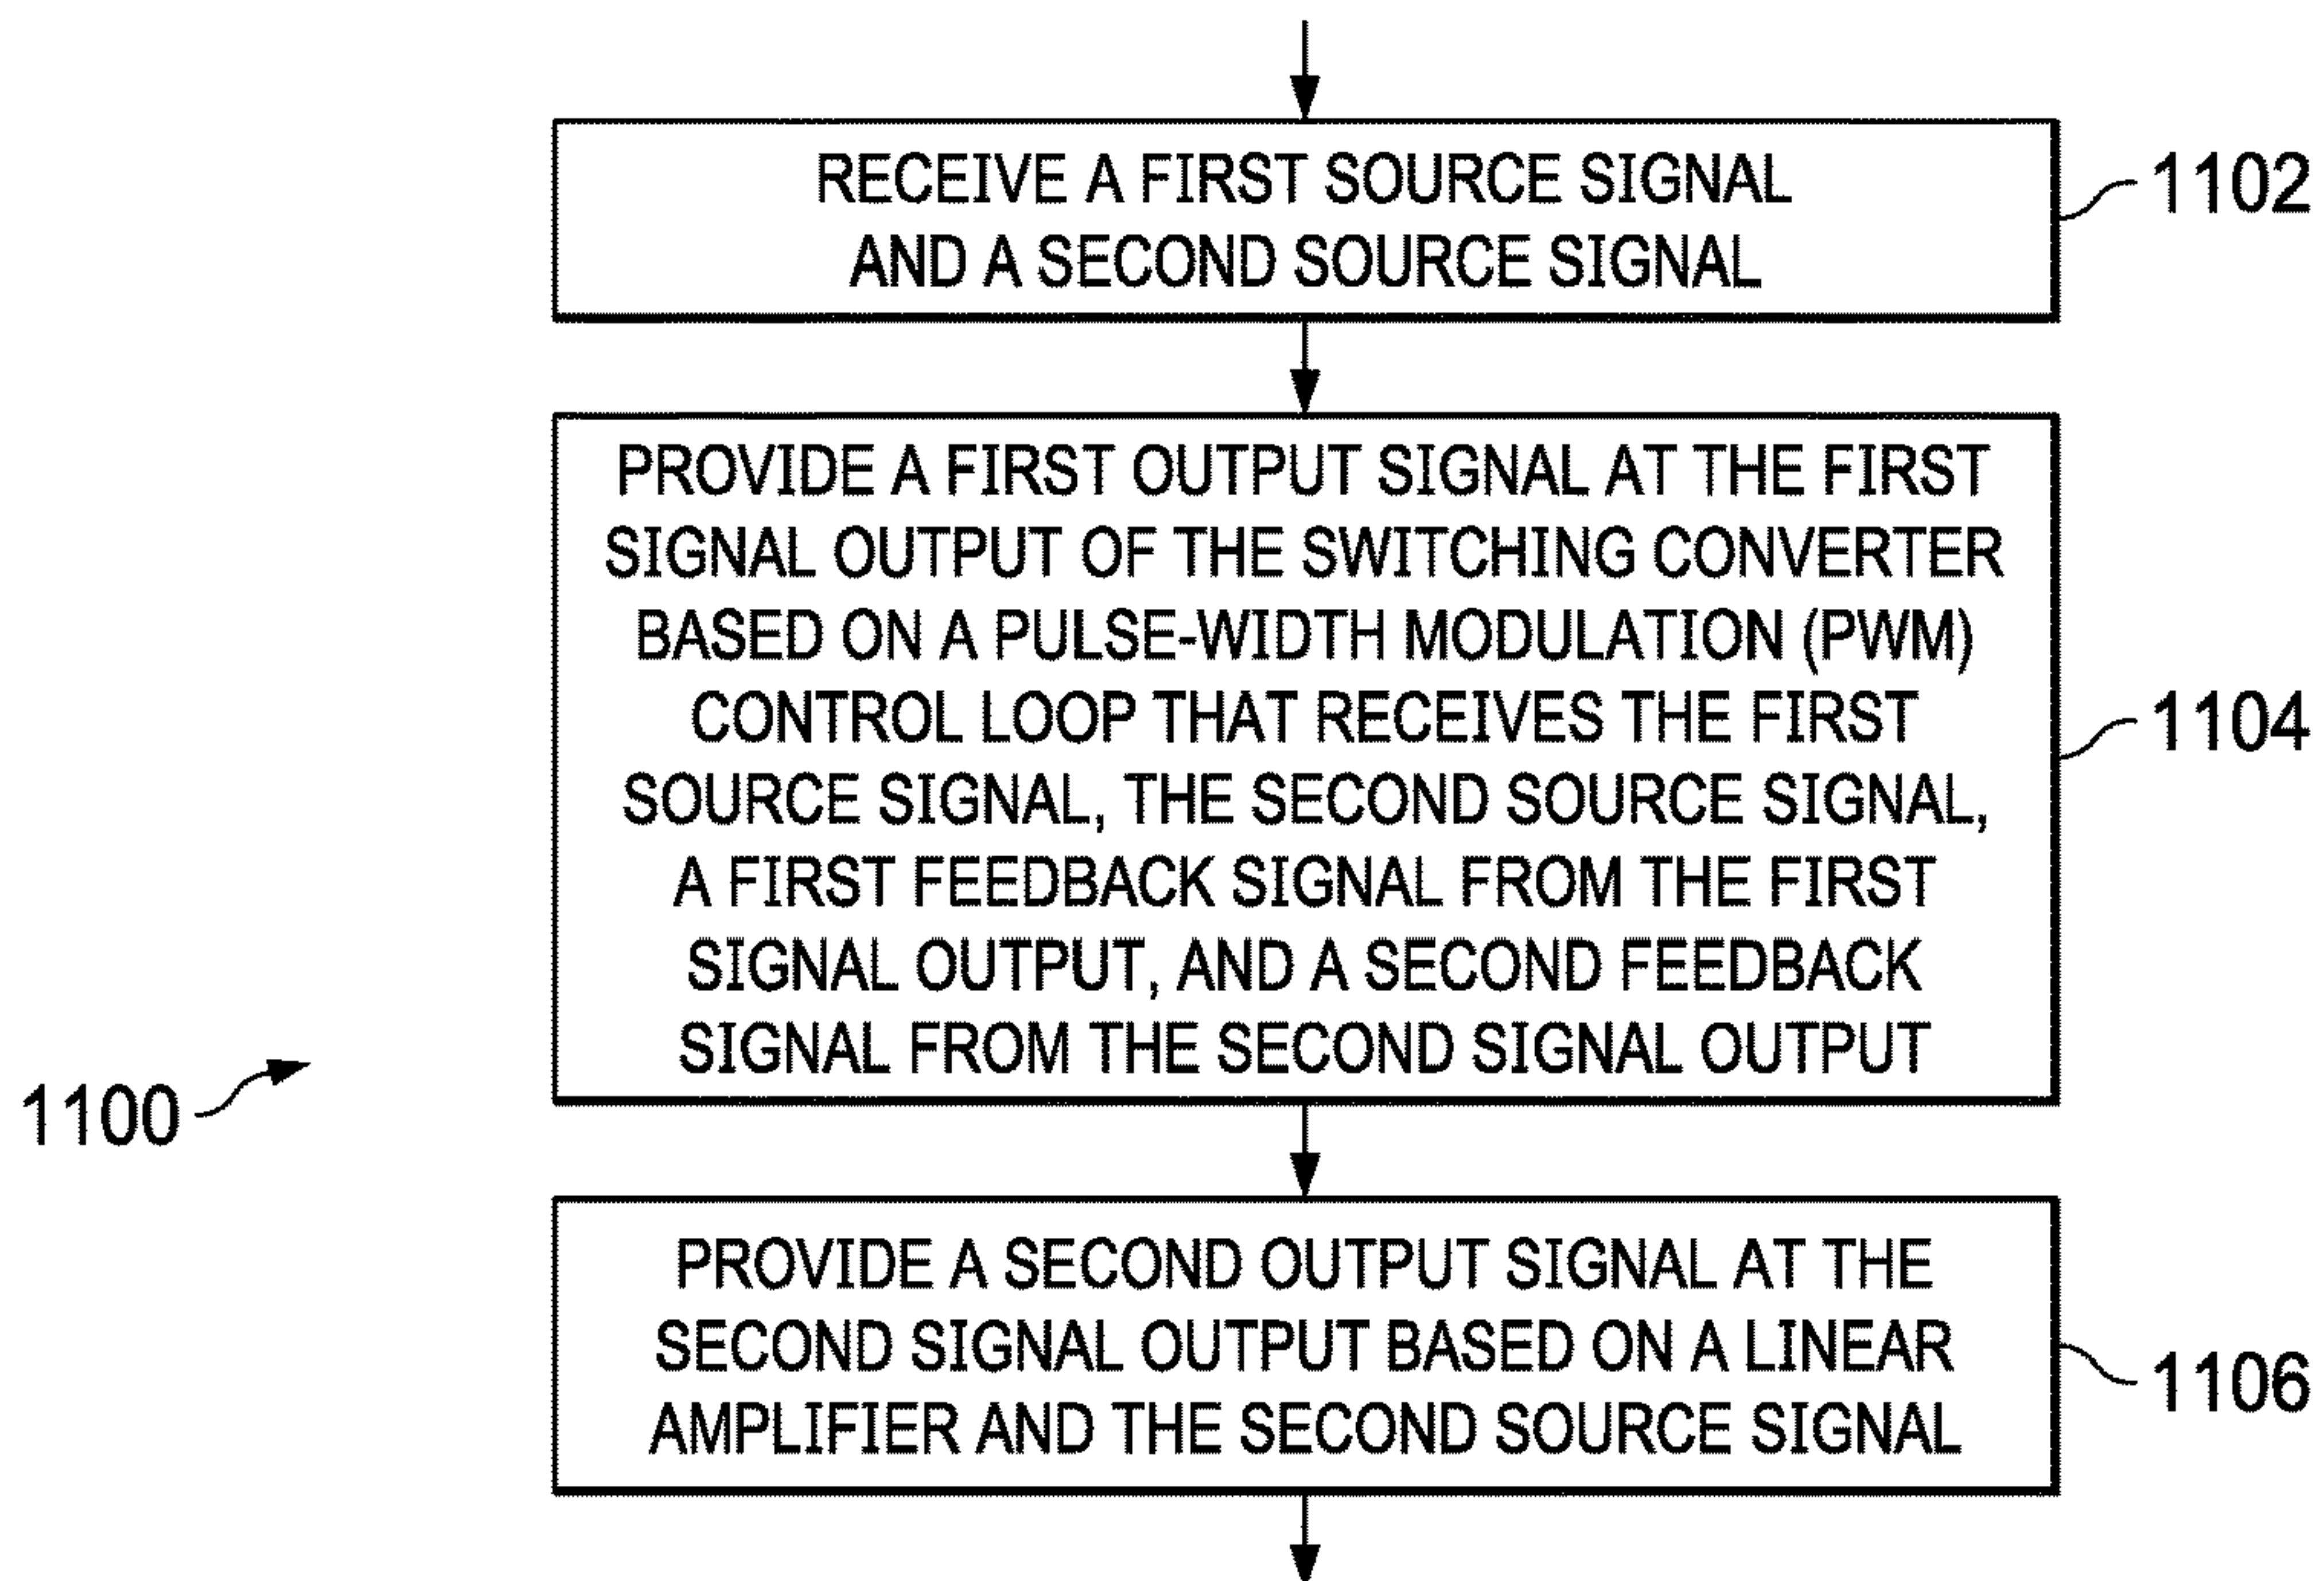 RECEIVE A FIRST SOURCE SIGNAL
AND A SECOND SOURCE SIGNAL
1102
PROVIDE A FIRST OUTPUT SIGNAL AT THE FIRST
SIGNAL OUTPUT OF THE SWITCHING CONVERTER
BASED ON A PULSE-WIDTH MODULATION (PWM)
CONTROL LOOP THAT RECEIVES THE FIRST
SOURCE SIGNAL, THE SECOND SOURCE SIGNAL,
A FIRST FEEDBACK SIGNAL FROM THE FIRST
SIGNAL OUTPUT, AND A SECOND FEEDBACK
SIGNAL FROM THE SECOND SIGNAL OUTPUT
1104
1100
PROVIDE A SECOND OUTPUT SIGNAL AT THE
SECOND SIGNAL OUTPUT BASED ON A LINEAR
AMPLIFIER AND THE SECOND SOURCE SIGNAL
1106